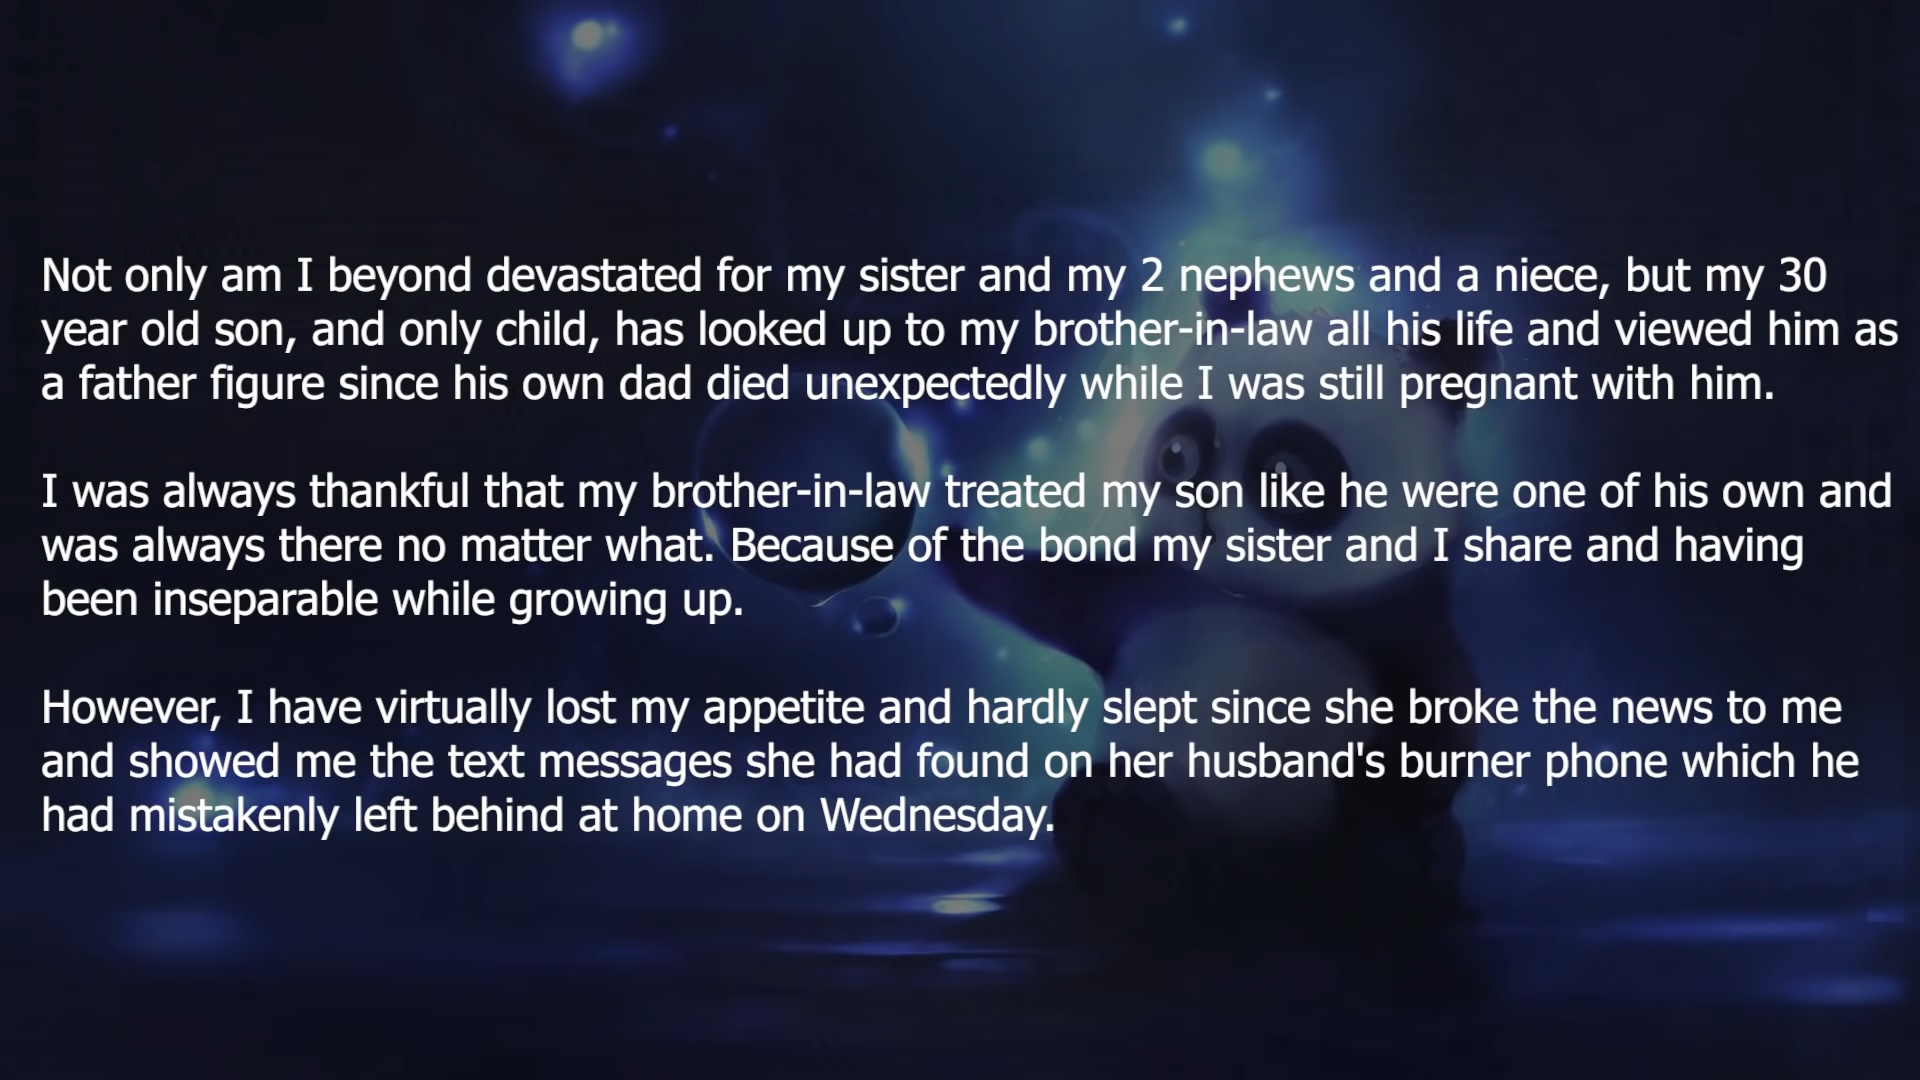 Not only am I beyond devastated for my sister and my 2 nephews and a niece, but my 30
year old son, and only child, has looked up to my brother-in-law all his life and viewed him as
a father figure since his own dad died unexpectedly while I was still pregnant with him.
I was always thankful that my brother-in-law treated my son like he were one of his own and
was always there no matter what. Because of the bond my sister and I share and having
been inseparable while growing up.
However, I have virtually lost my appetite and hardly slept since she broke the news to me
and showed me the text messages she had found on her husband's burner phone which he
had mistakenly left behind at home on Wednesday.